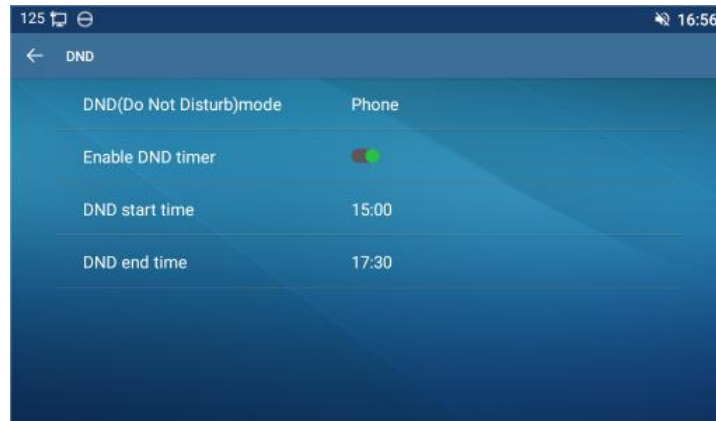 125 16:56
DND
DND(Do Not Disturb)mode Phone
Enable DND timer
DND start time 15:00
DND end time 17:30